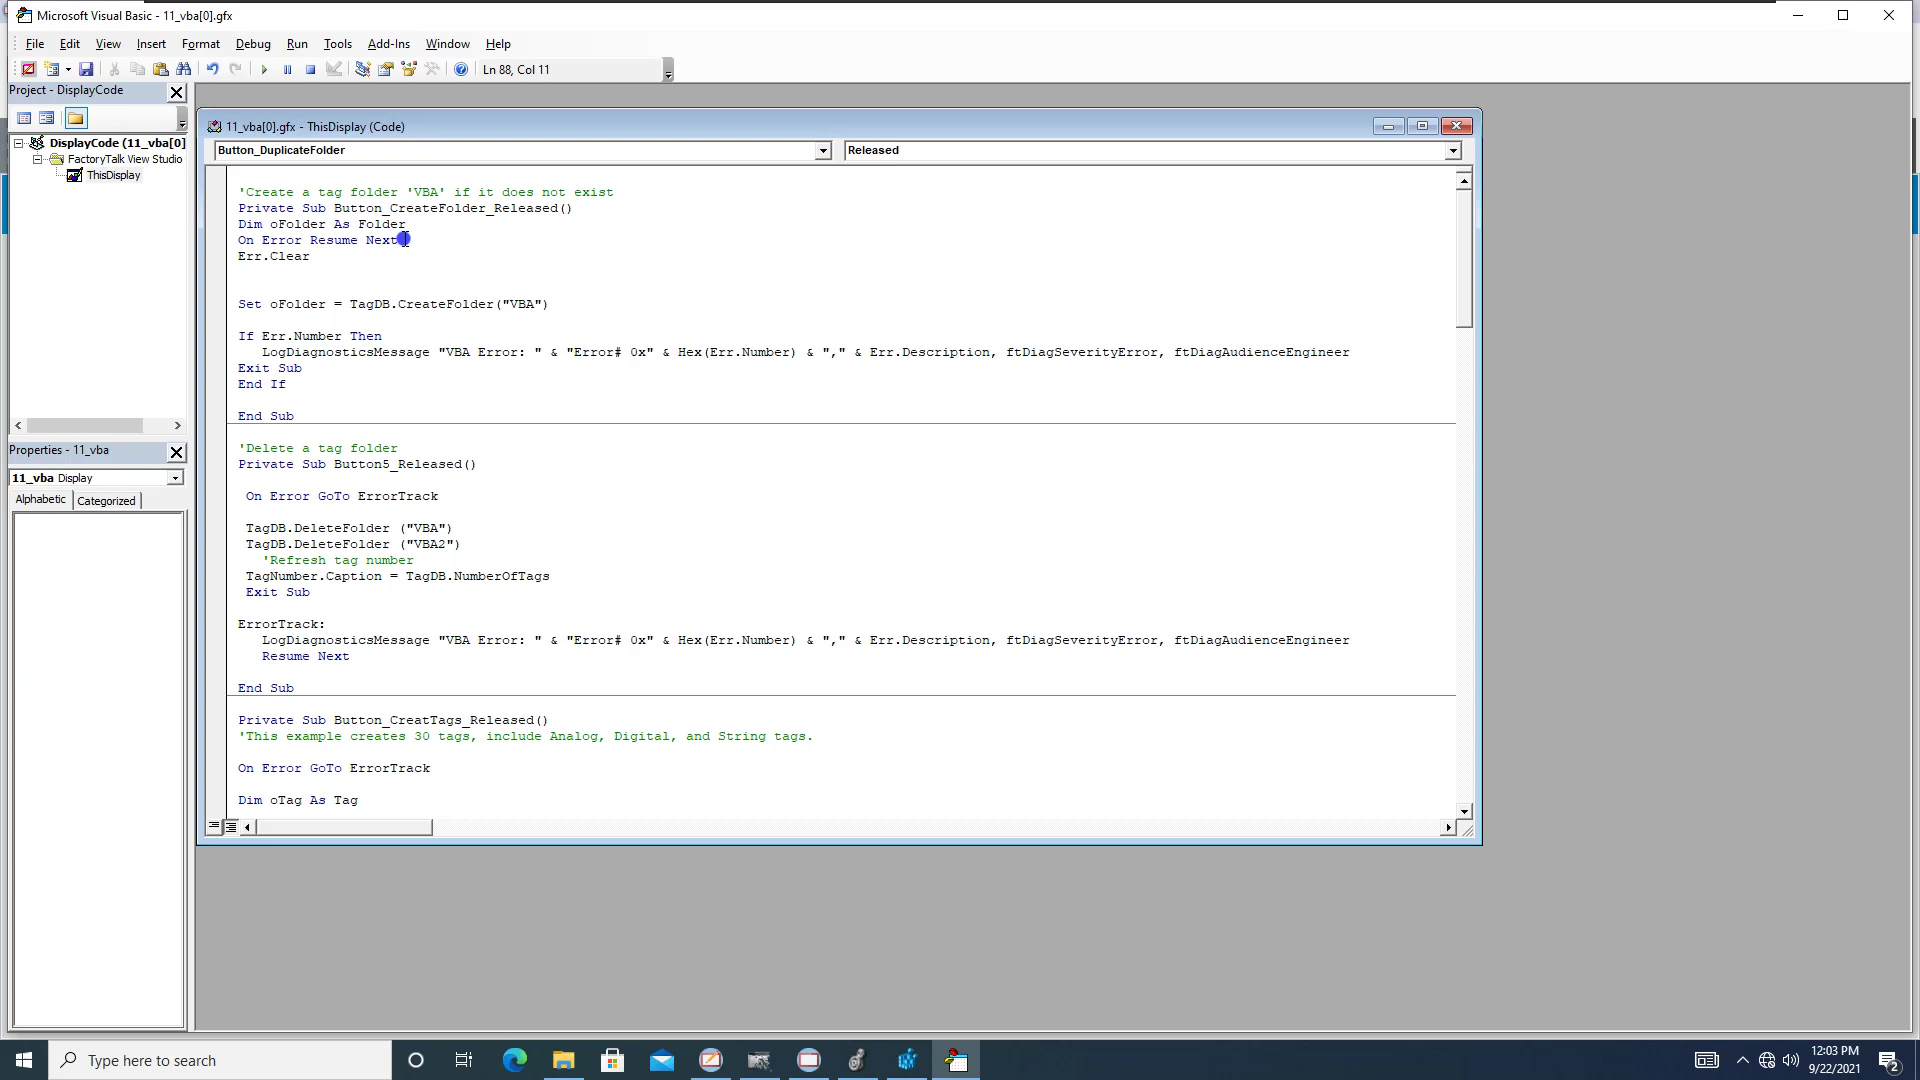 Microsoft Visual Basic - 11_vba[0].gfx
File Edit View Insert Format Debug Run Tools Add-Ins Window Help
Ln 88, Col 11
Project - DisplayCode
DisplayCode (11_vba[0]
FactoryTalk View Studio
ThisDisplay
Properties - 11_vba
11_vba Display
Alphabetic Categorized
11_vba[0].gfx - ThisDisplay (Code)
Button_DuplicateFolder Released
'Create a tag folder 'VBA' if it does not exist
Private Sub Button_CreateFolder_Released()
Dim oFolder As Folder
On Error Resume Next
Err.Clear
Set oFolder = TagDB.CreateFolder("VBA")
If Err.Number Then
LogDiagnosticsMessage "VBA Error: " & "Error# 0x" & Hex(Err.Number) & "," & Err.Description, ftDiagSeverityError, ftDiagAudienceEngineer
Exit Sub
End If
End Sub
'Delete a tag folder
Private Sub Button5_Released()
On Error GoTo ErrorTrack
TagDB.DeleteFolder ("VBA")
TagDB.DeleteFolder ("VBA2")
'Refresh tag number
TagNumber.Caption = TagDB.NumberOfTags
Exit Sub
ErrorTrack:
LogDiagnosticsMessage "VBA Error: " & "Error# 0x" & Hex(Err.Number) & "," & Err.Description, ftDiagSeverityError, ftDiagAudienceEngineer
Resume Next
End Sub
Private Sub Button_CreatTags_Released()
'This example creates 30 tags, include Analog, Digital, and String tags.
On Error GoTo ErrorTrack
Dim oTag As Tag
Type here to search
12:03 PM
9/22/2021
2